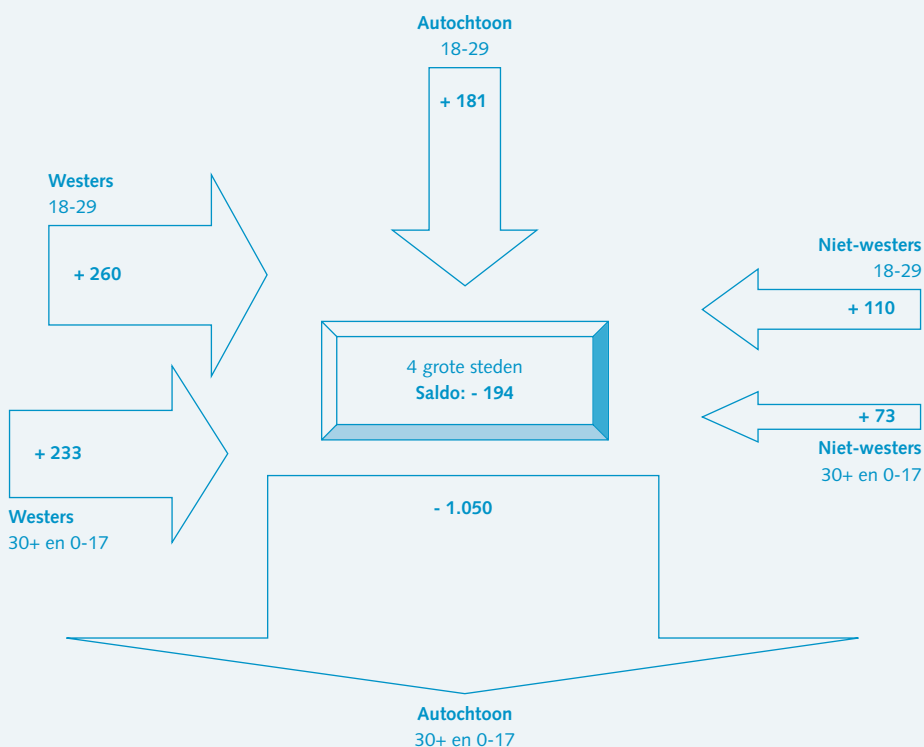 Autochtoon
18-29
+ 181
Westers
18-29
+ 260
Niet-westers
18-29
+ 110
4 grote steden
Saldo: - 194
+ 233
Westers
30+ en 0-17
+ 73
Niet-westers
30+ en 0-17
- 1.050
Autochtoon
30+ en 0-17